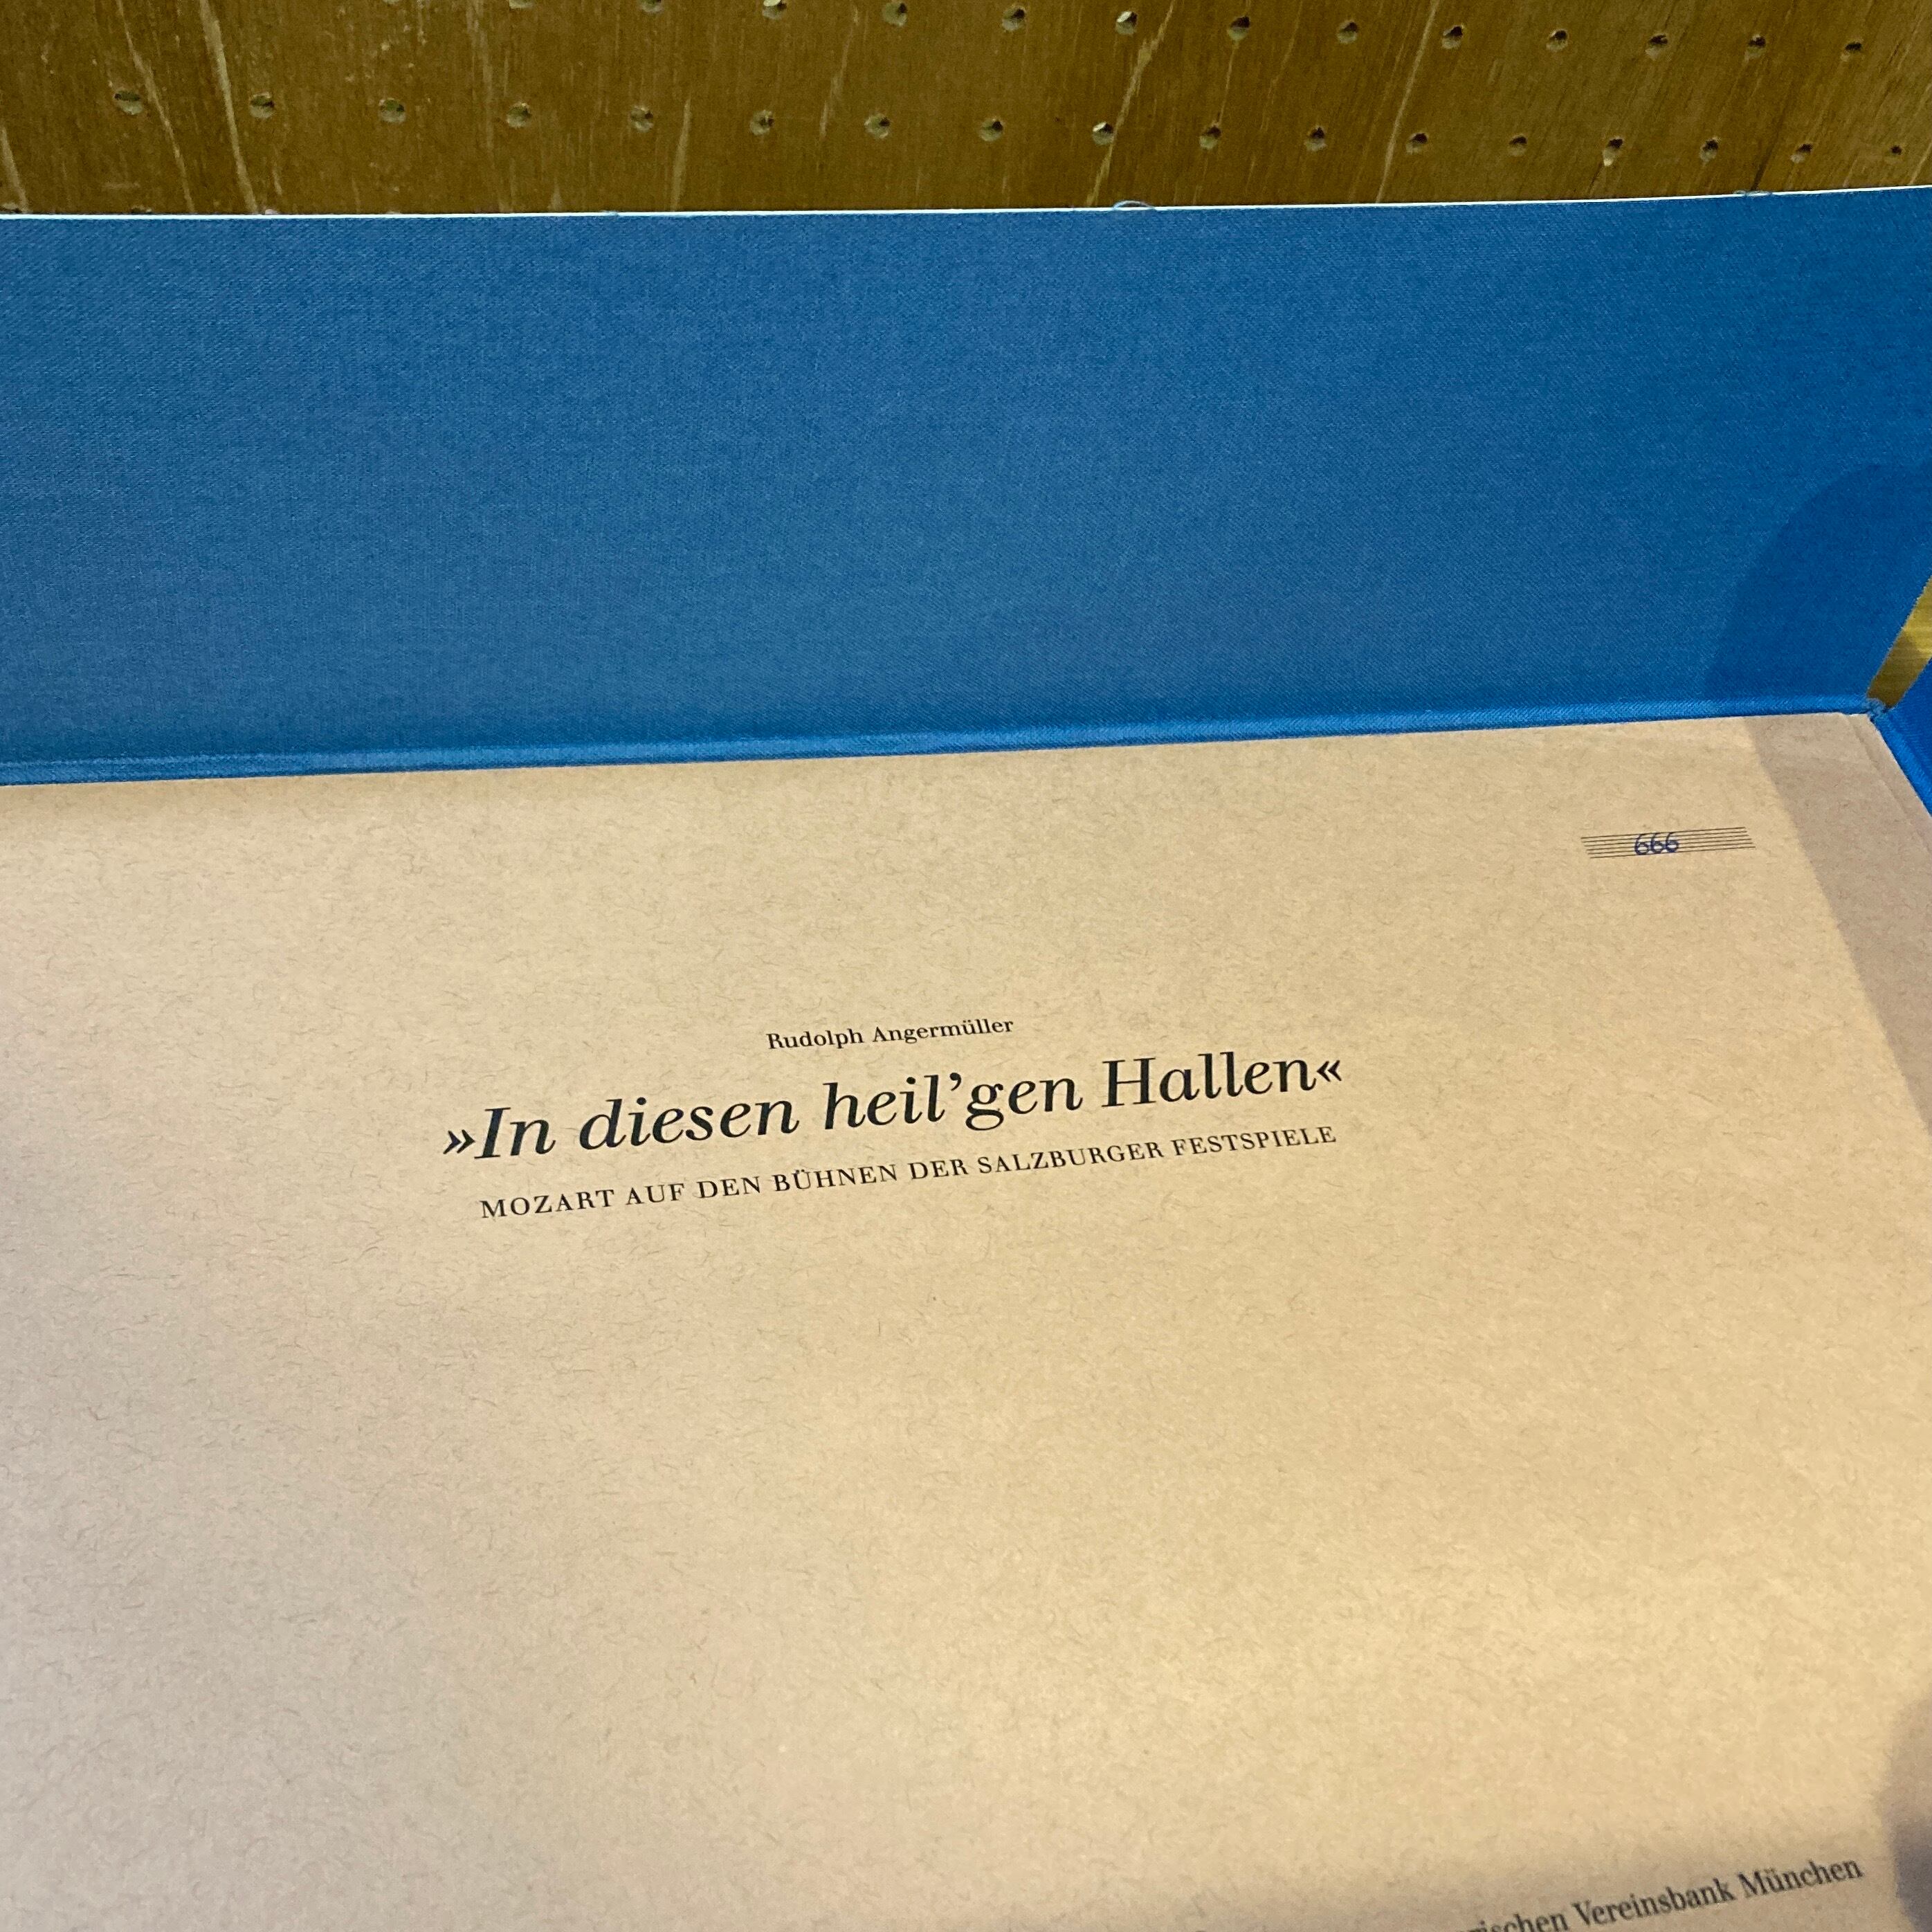 666
Rudolph Angermüller
»In diesen heil’gen Hallen«
MOZART AUF DEN BÜHNEN DER SALZBURGER FESTSPIELE
Vereinsbank München